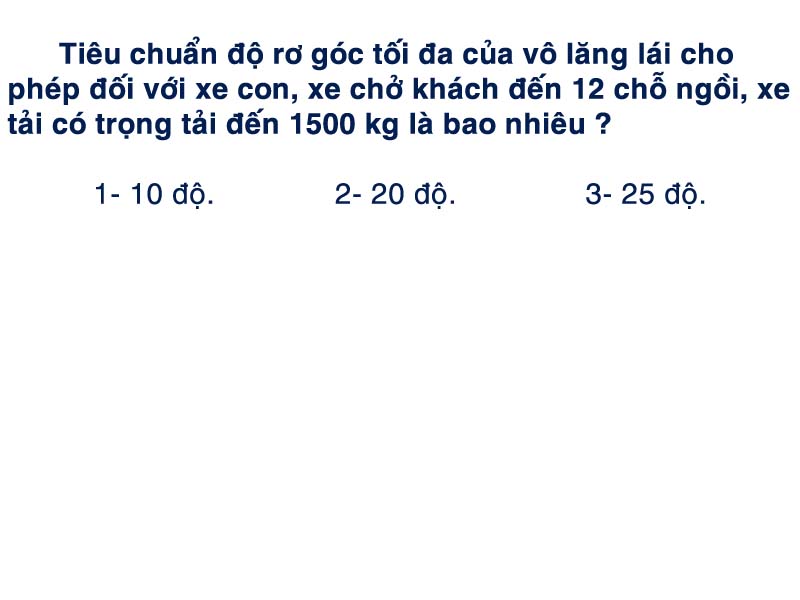 Tiêu chuẩn độ rơ góc tối đa của vô lăng lái cho
phép đối với xe con, xe chở khách đến 12 chỗ ngồi, xe
tải có trọng tải đến 1500 kg là bao nhiêu ?
1- 10 độ. 2- 20 độ. 3- 25 độ.